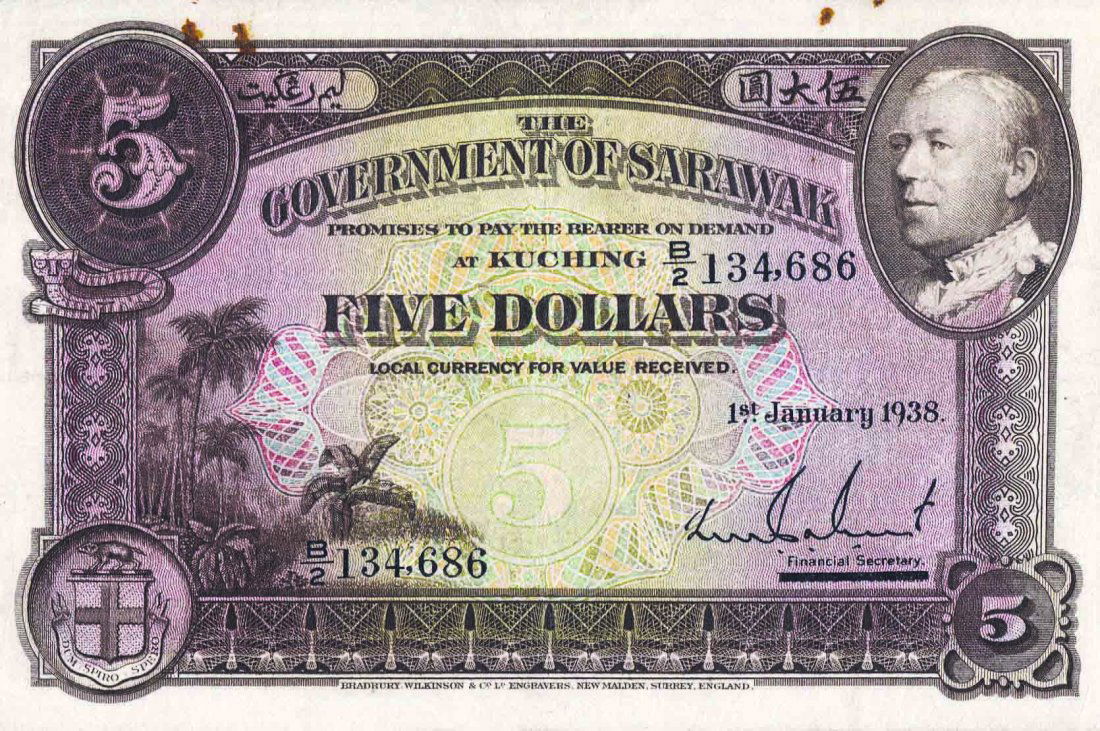 5
ليم رڠݢيت
伍大圓
THE
GOVERNMENT OF SARAWAK
PROMISES TO PAY THE BEARER ON DEMAND
AT KUCHING B/2 134,686
FIVE DOLLARS
LOCAL CURRENCY FOR VALUE RECEIVED.
1st. January 1938.
5
B/2 134,686
Financial Secretary.
DUM SPIRO SPERO
5
BRADBURY, WILKINSON & Co. Ld. ENGRAVERS, NEW MALDEN, SURREY, ENGLAND.